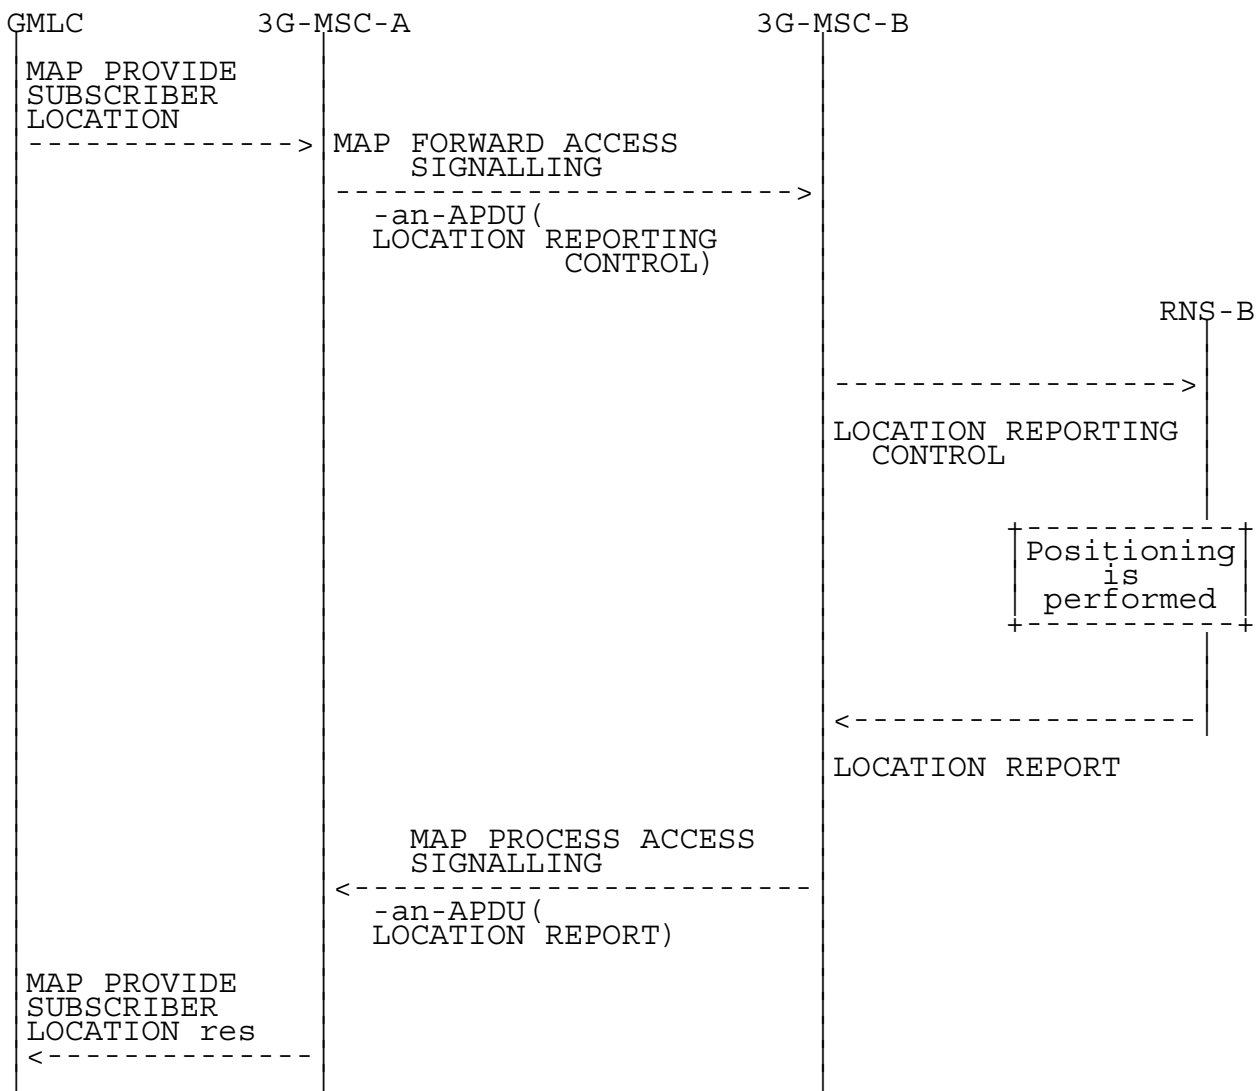 GMLC 3G-MSC-A 3G-MSC-B
MAP PROVIDE
SUBSCRIBER
LOCATION
MAP FORWARD ACCESS
SIGNALLING
-an-APDU(
LOCATION REPORTING
CONTROL)
RNS-B
LOCATION REPORTING
CONTROL
Positioning
is
performed
LOCATION REPORT
MAP PROCESS ACCESS
SIGNALLING
-an-APDU(
LOCATION REPORT)
MAP PROVIDE
SUBSCRIBER
LOCATION res